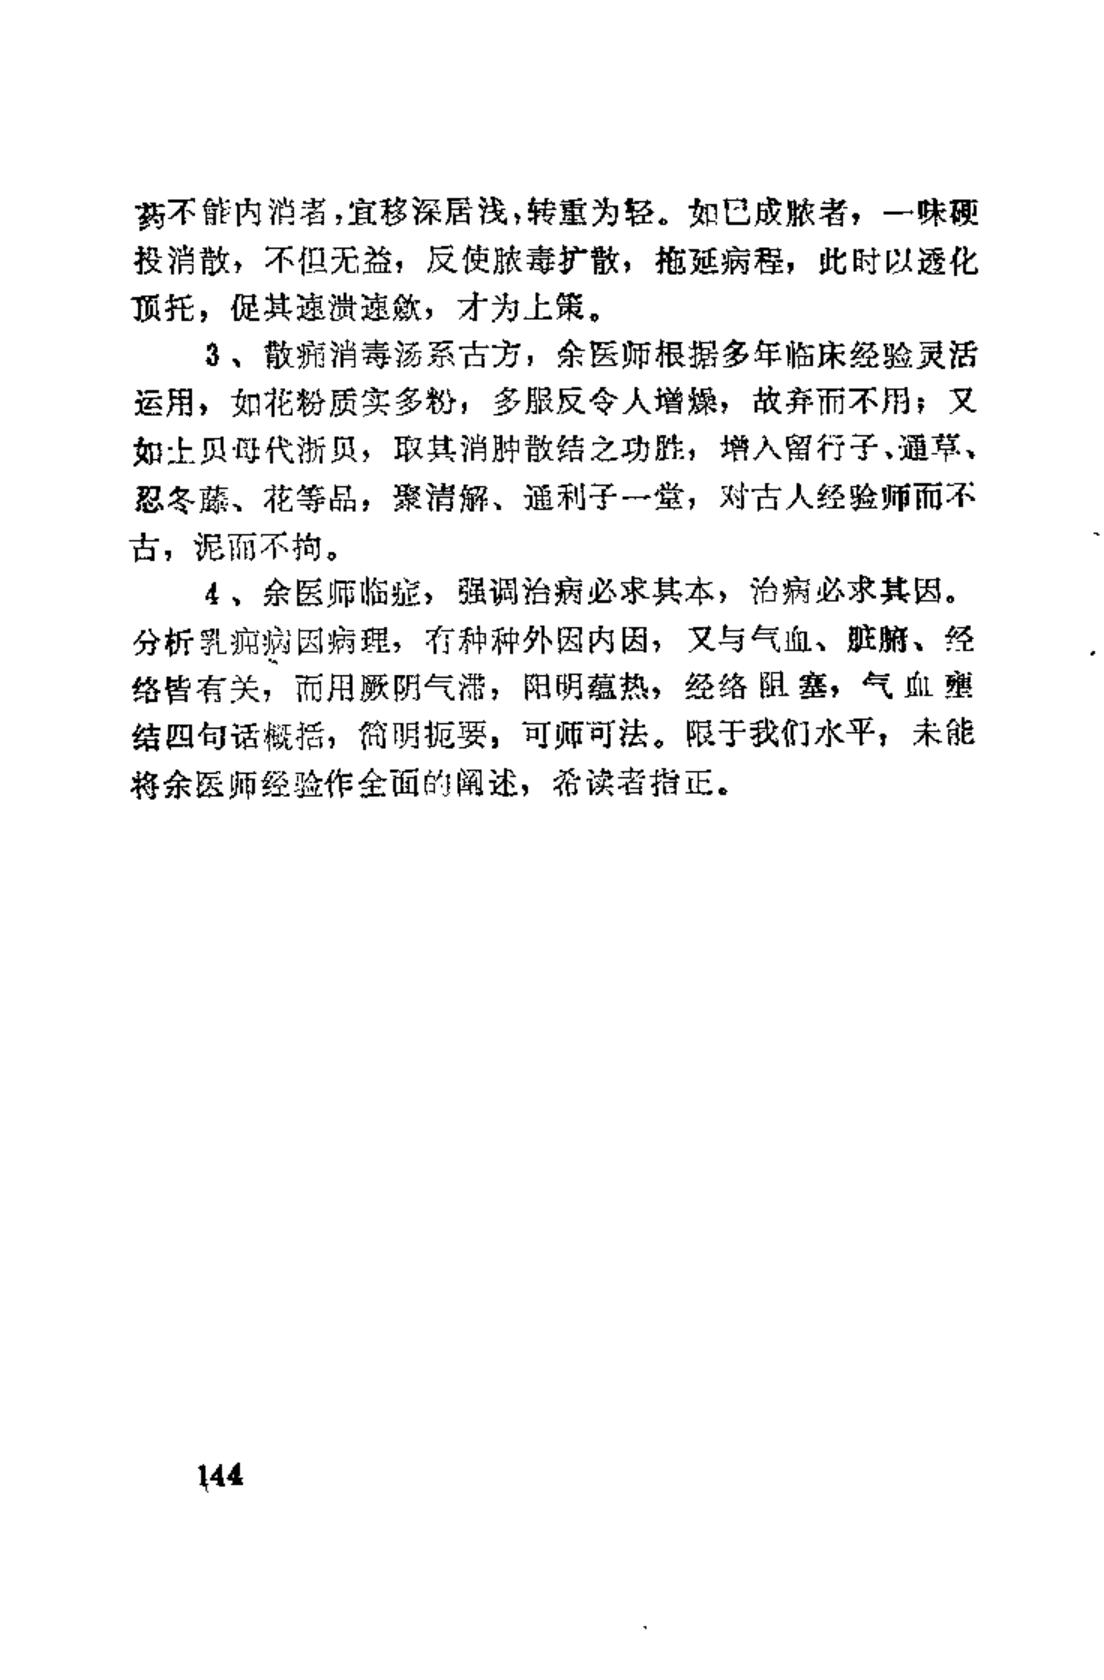 药不能内消者,宜移深居浅,转重为轻。如已成脓者，一味硬
投消散，不但无益，反使脓毒扩散，拖延病程，此时以透化
顶托，促其速溃速敛，才为上策。
3、散痈消毒汤系古方，余医师根据多年临床经验灵活
运用，如花粉质实多粉，多服反令人增燥，故弃而不用；又
如土贝母代浙贝，取其消肿散结之功胜，增入留行子、通草、
忍冬藤、花等品，聚清解、通利子一堂，对古人经验师而不
古，泥而不拘。
4、余医师临症，强调治病必求其本，治病必求其因。
分析乳痈病因病理，有种种外因内因，又与气血、脏腑、经
络皆有关，而用厥阴气滞，阳明蕴热，经络阻塞，气血壅
结四句话概括，简明扼要，可师可法。限于我们水平，未能
将余医师经验作全面的阐述，希读者指正。
144